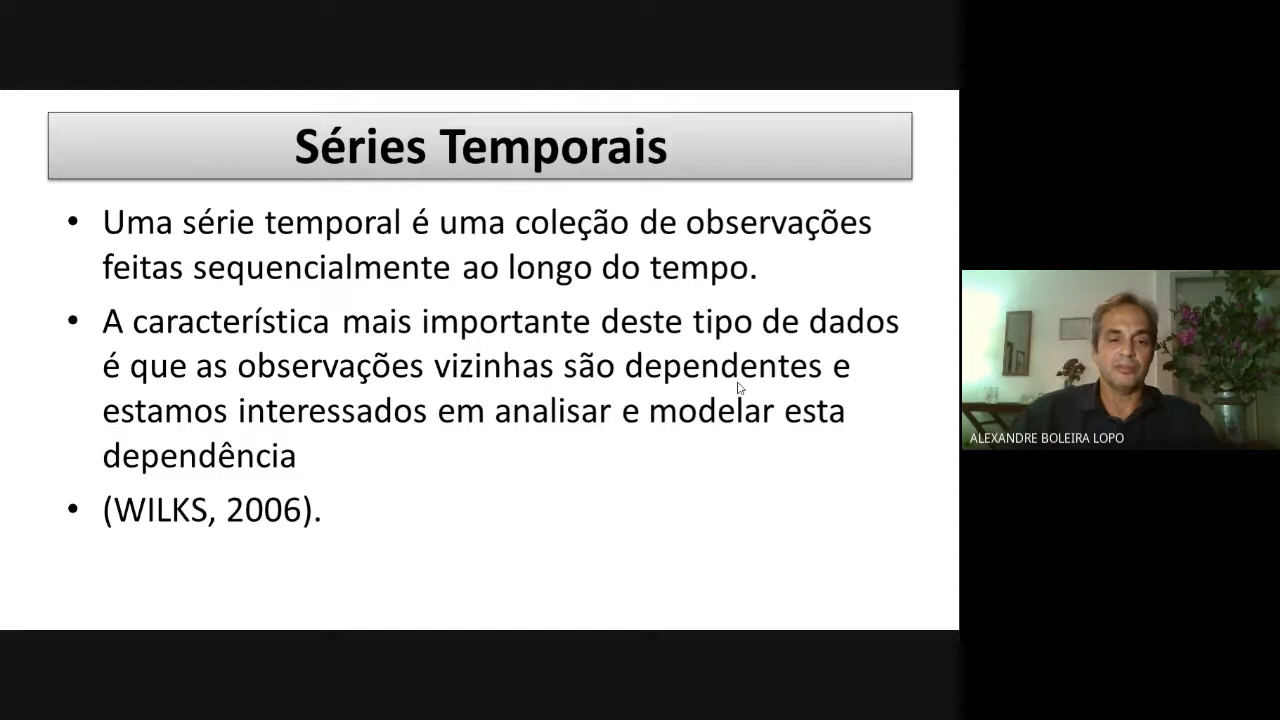 Séries Temporais
• Uma série temporal é uma coleção de observações
feitas sequencialmente ao longo do tempo.
• A característica mais importante deste tipo de dados
é que as observações vizinhas são dependentes e
estamos interessados em analisar e modelar esta
dependência
• (WILKS, 2006).
ALEXANDRE BOLEIRA LOPO